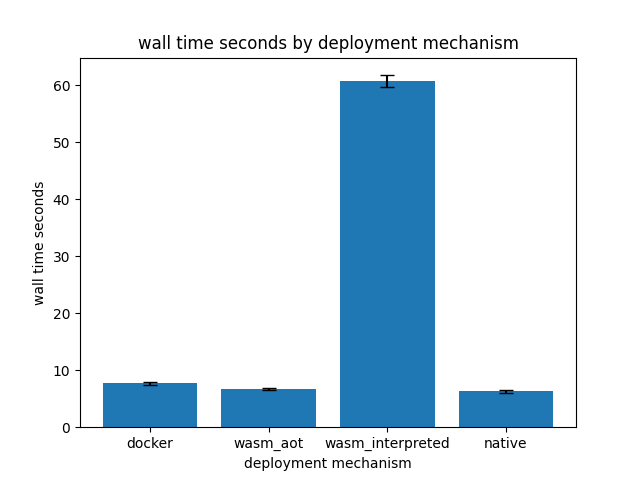 wall time seconds by deployment mechanism
60
50
40
30
20
10
0
wall time seconds
docker
wasm_aot
wasm_interpreted
native
deployment mechanism